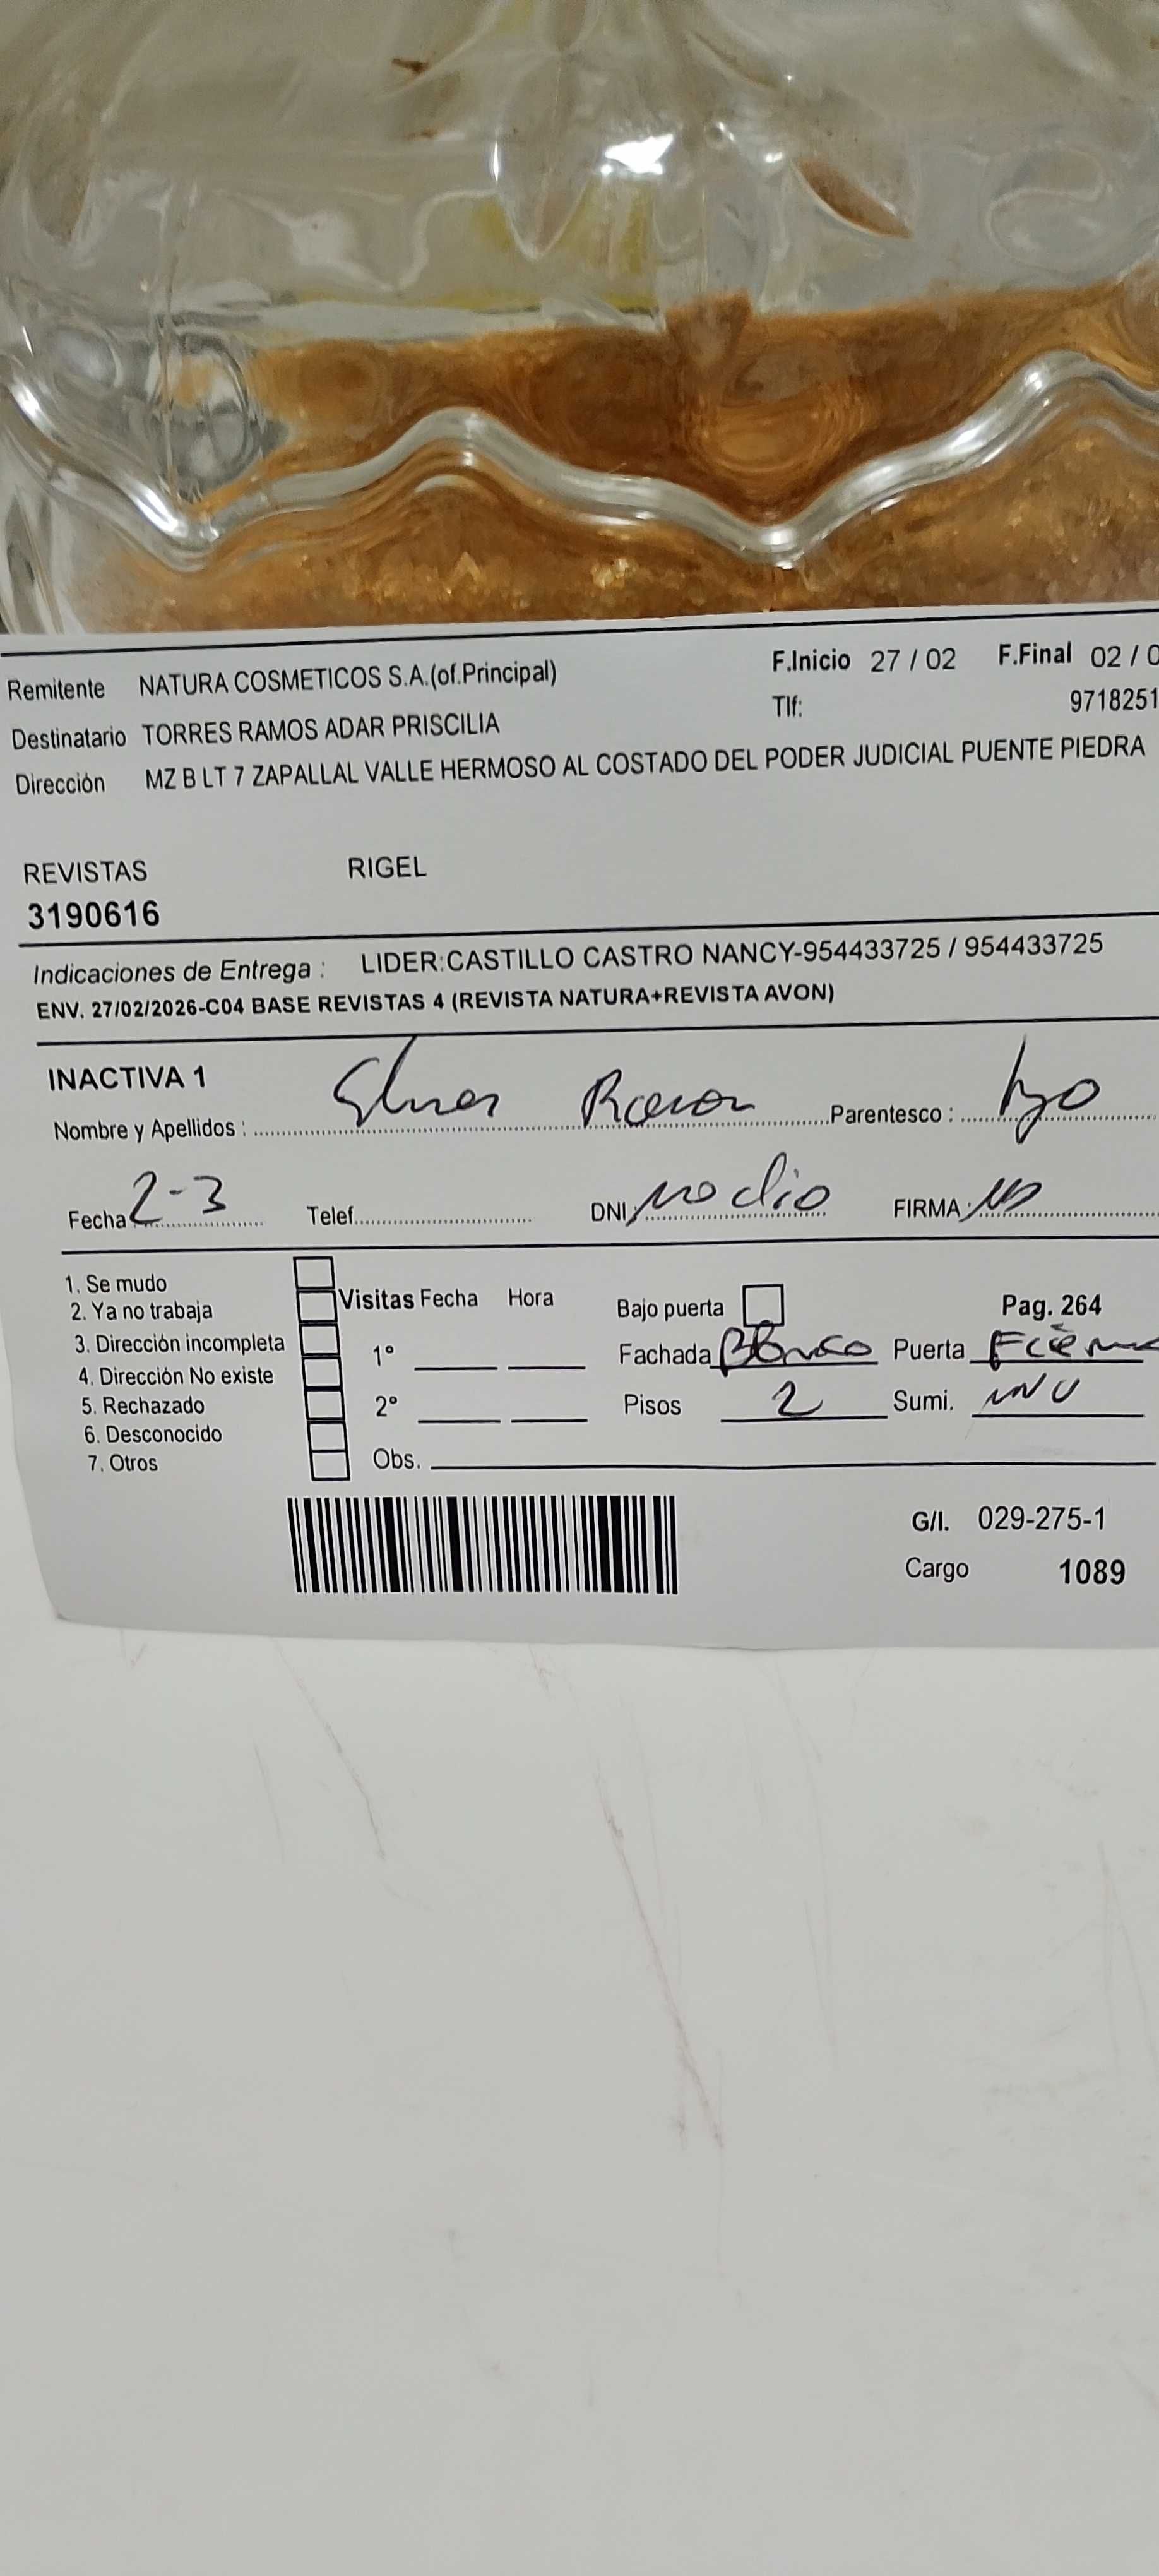 Remitente NATURA COSMETICOS S.A.(of.Principal) F.Inicio 27 / 02 F.Final 02 / 0
Tlf: 9718251
Destinatario TORRES RAMOS ADAR PRISCILIA
Dirección MZ B LT 7 ZAPALLAL VALLE HERMOSO AL COSTADO DEL PODER JUDICIAL PUENTE PIEDRA
REVISTAS RIGEL
3190616
Indicaciones de Entrega : LIDER:CASTILLO CASTRO NANCY-954433725 / 954433725
ENV. 27/02/2026-C04 BASE REVISTAS 4 (REVISTA NATURA+REVISTA AVON)
INACTIVA 1
Nombre y Apellidos : Parentesco :
Fecha 2-3 Telef. DNI no dio FIRMA:
1. Se mudo
2. Ya no trabaja
3. Dirección incompleta
4. Dirección No existe
5. Rechazado
6. Desconocido
7. Otros
Visitas Fecha Hora
1°
2°
Obs.
Bajo puerta
Fachada Puerta
Pisos 2 Sumi.
Pag. 264
G/I. 029-275-1
Cargo 1089